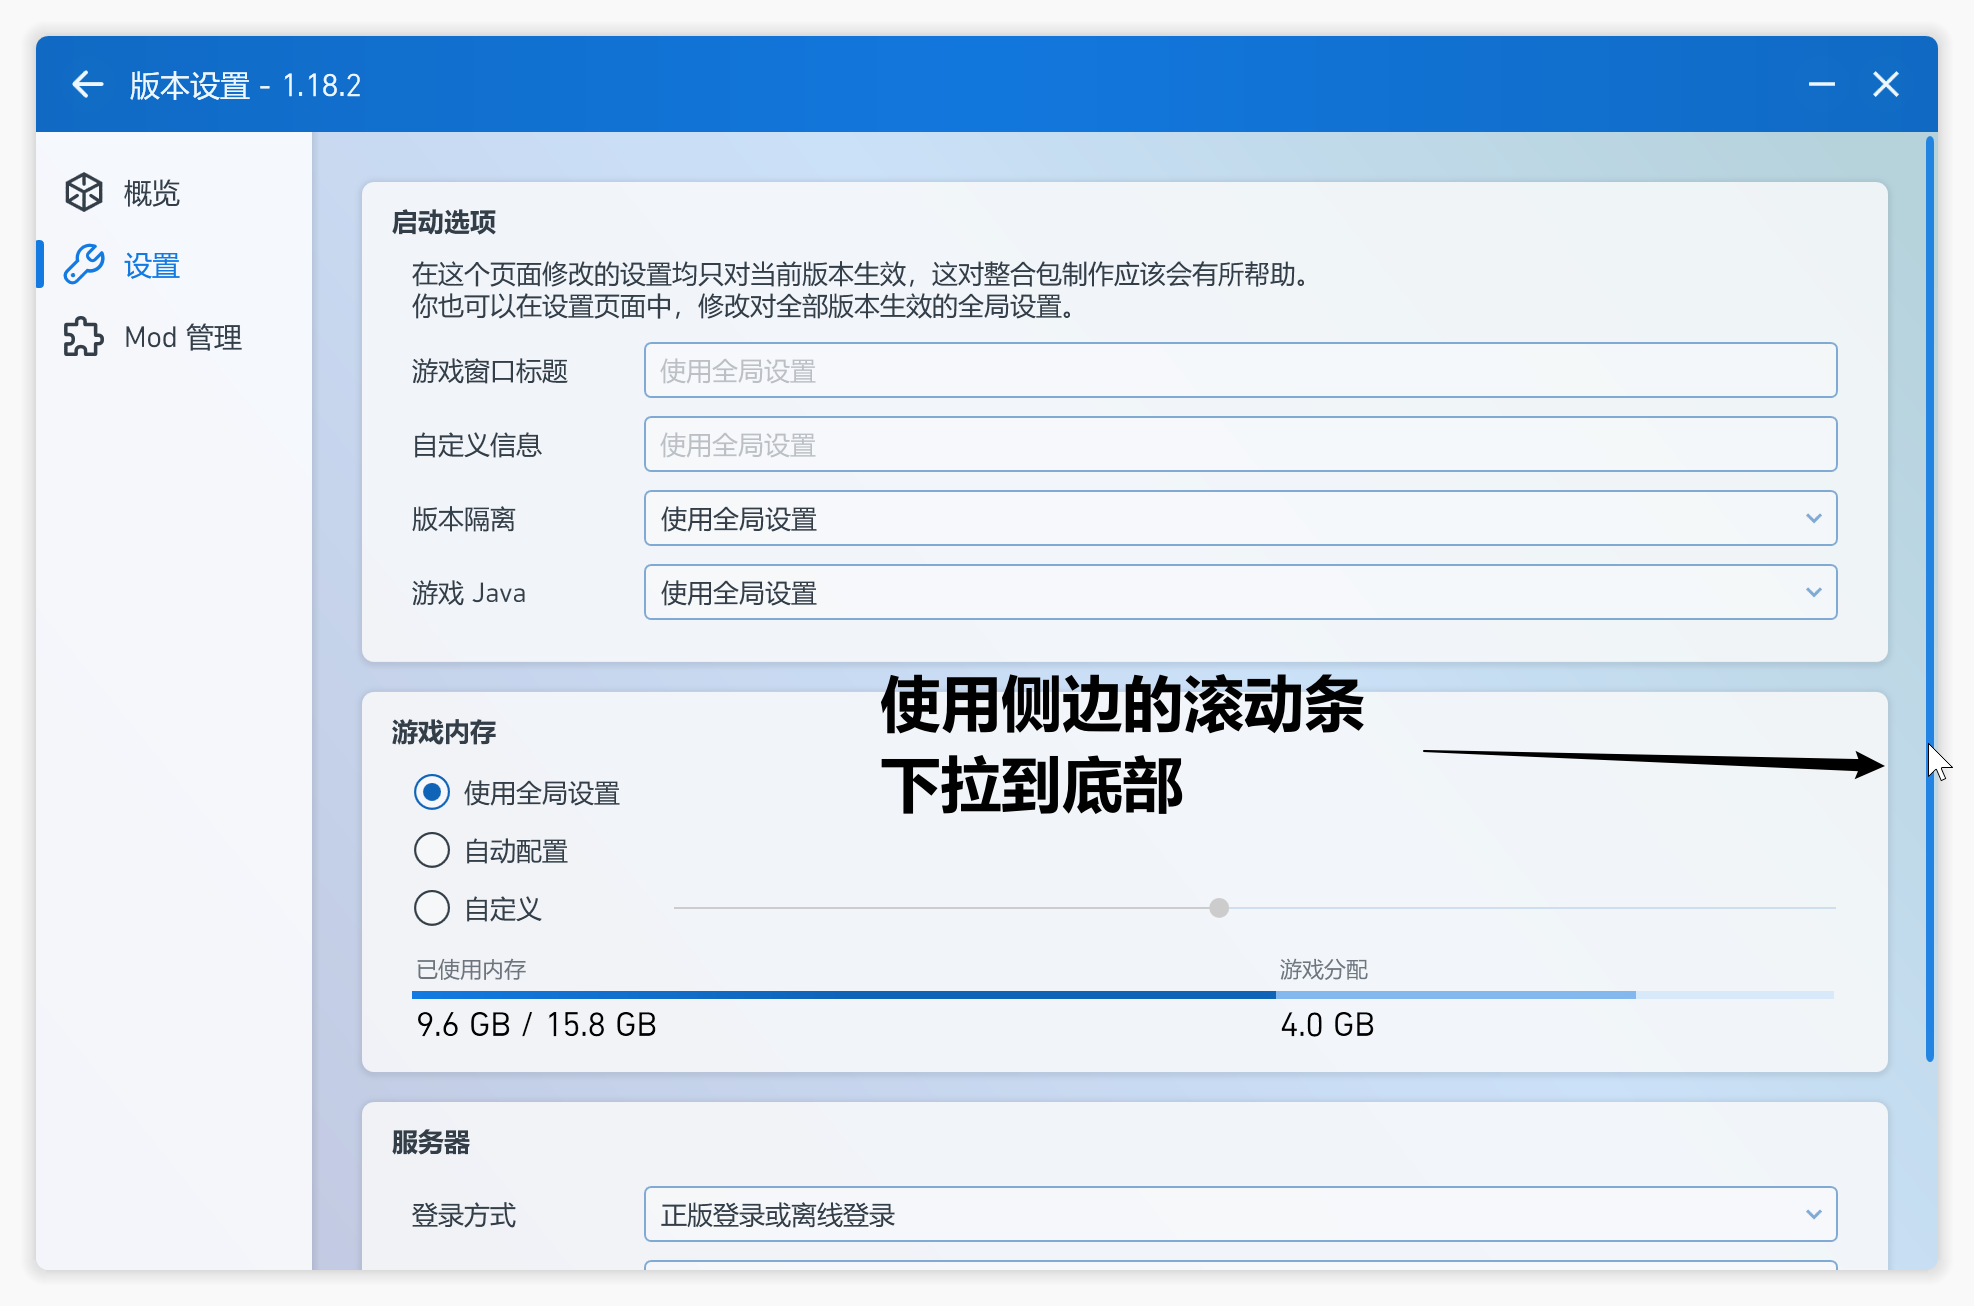 版本设置 - 1.18.2
概览
设置
Mod 管理
启动选项
在这个页面修改的设置均只对当前版本生效，这对整合包制作应该会有所帮助。
你也可以在设置页面中，修改对全部版本生效的全局设置。
游戏窗口标题 使用全局设置
自定义信息 使用全局设置
版本隔离 使用全局设置
游戏 Java 使用全局设置
使用侧边的滚动条
下拉到底部
游戏内存
使用全局设置
自动配置
自定义
已使用内存 游戏分配
9.6 GB / 15.8 GB 4.0 GB
服务器
登录方式 正版登录或离线登录